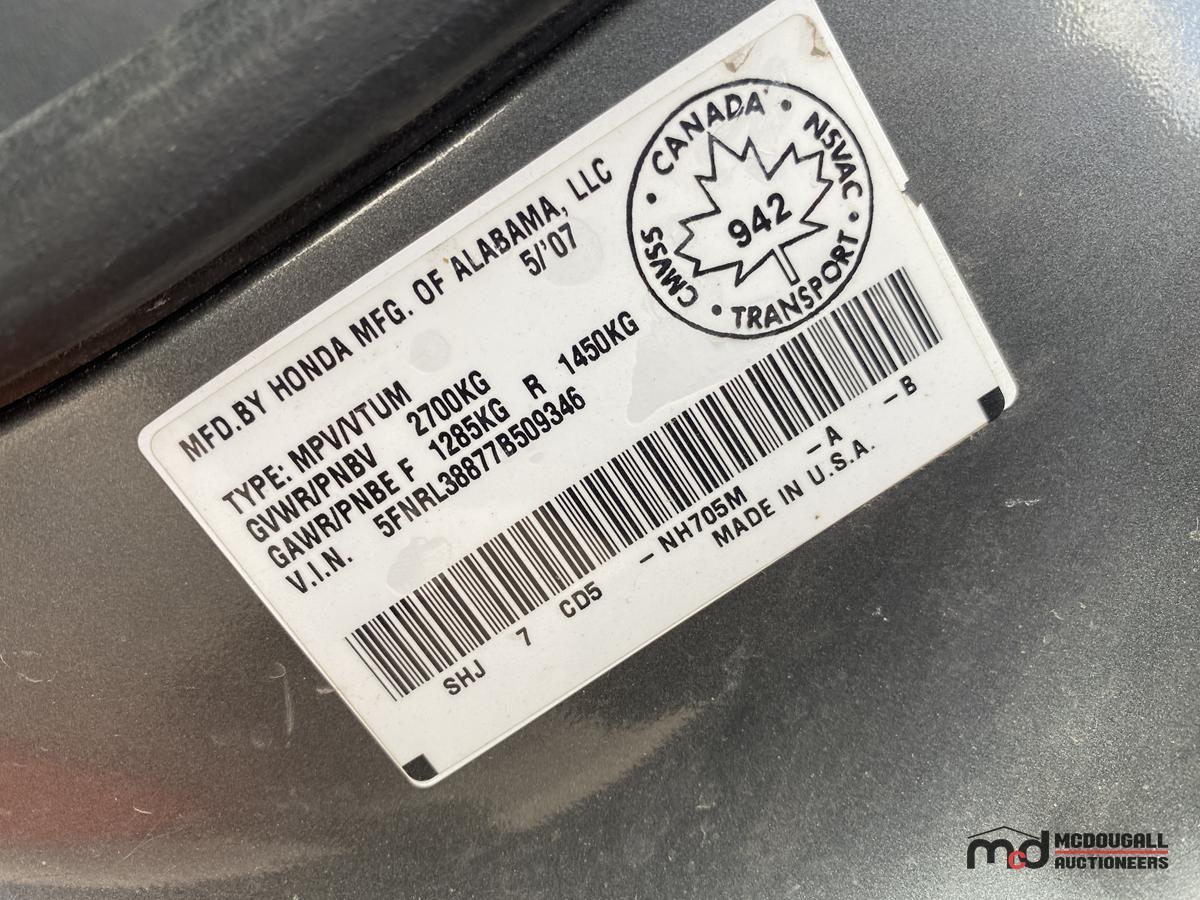 MFD.BY HONDA MFG. OF ALABAMA, LLC
5/'07
CANADA • NSVAC • TRANSPORT • CMVSS •
942
TYPE: MPV/VTUM
GVWR/PNBV 2700KG
GAWR/PNBE F 1285KG R 1450KG
V.I.N. 5FNRL38877B509346
SHJ 7 CD5 –NH705M –A –B
MADE IN U.S.A.
mcd MCDOUGALL
AUCTIONEERS